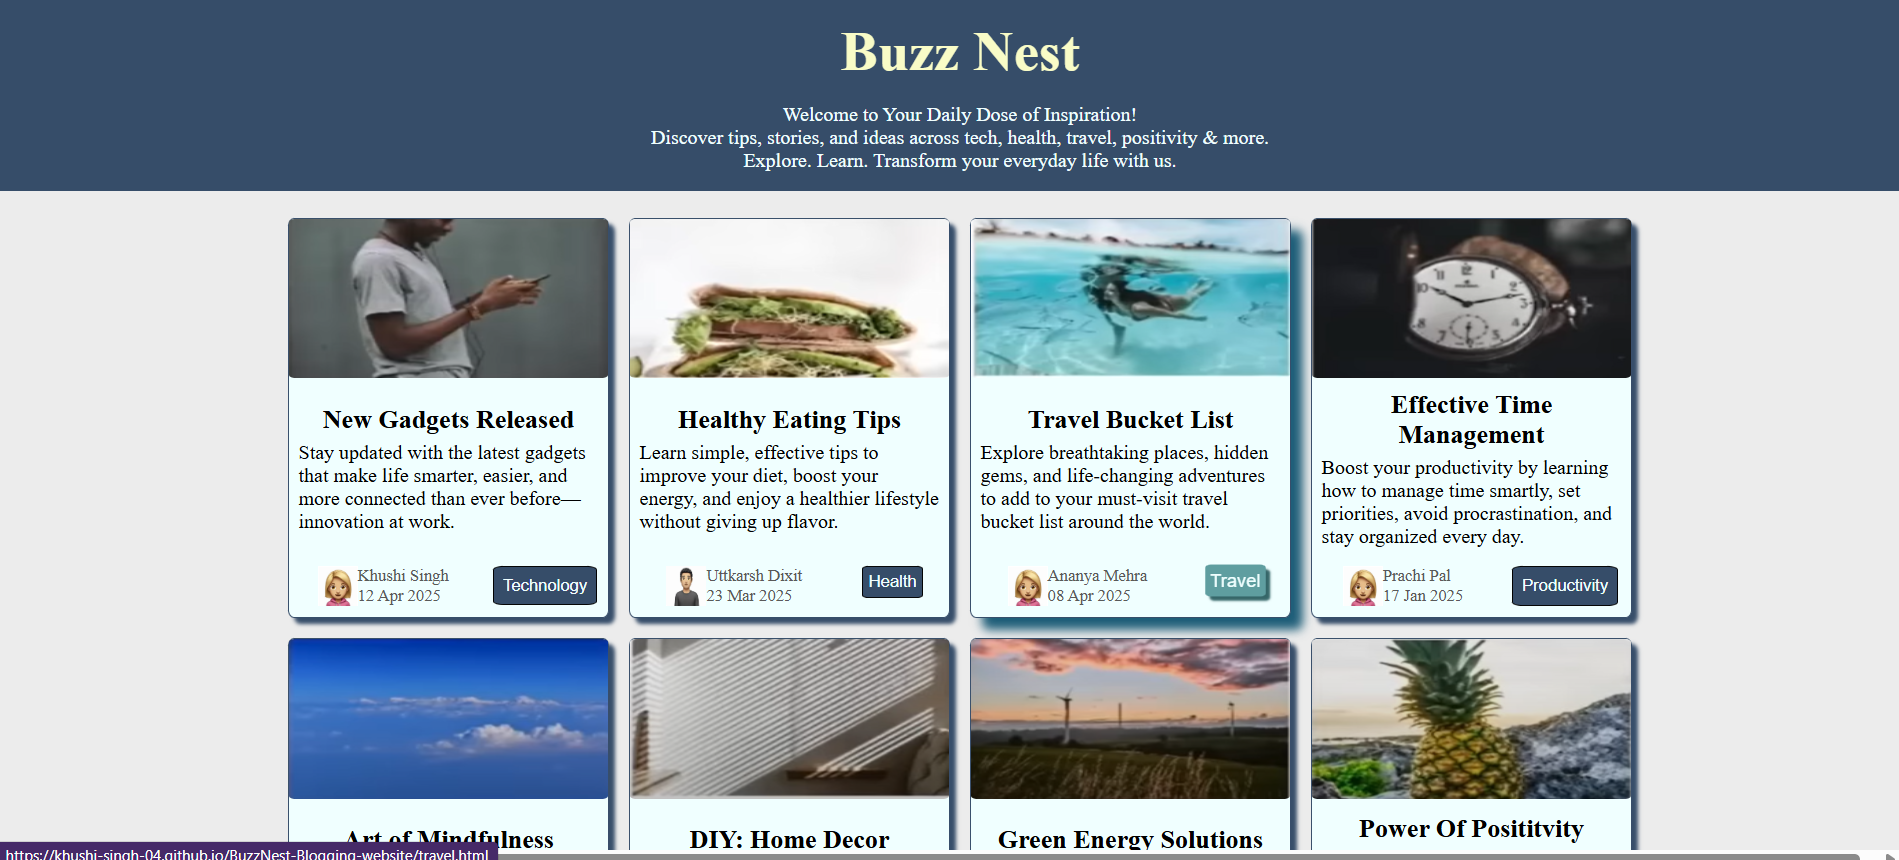 Buzz Nest
Welcome to Your Daily Dose of Inspiration!
Discover tips, stories, and ideas across tech, health, travel, positivity & more.
Explore. Learn. Transform your everyday life with us.
New Gadgets Released
Stay updated with the latest gadgets
that make life smarter, easier, and
more connected than ever before—
innovation at work.
Khushi Singh
12 Apr 2025
Technology
Healthy Eating Tips
Learn simple, effective tips to
improve your diet, boost your
energy, and enjoy a healthier lifestyle
without giving up flavor.
Uttkarsh Dixit
23 Mar 2025
Health
Travel Bucket List
Explore breathtaking places, hidden
gems, and life-changing adventures
to add to your must-visit travel
bucket list around the world.
Ananya Mehra
08 Apr 2025
Travel
Effective Time
Management
Boost your productivity by learning
how to manage time smartly, set
priorities, avoid procrastination, and
stay organized every day.
Prachi Pal
17 Jan 2025
Productivity
Art of Mindfulness
DIY: Home Decor
Green Energy Solutions
Power Of Posititvity
https://khushi-singh-04.github.io/BuzzNest-Blogging-website/travel.html